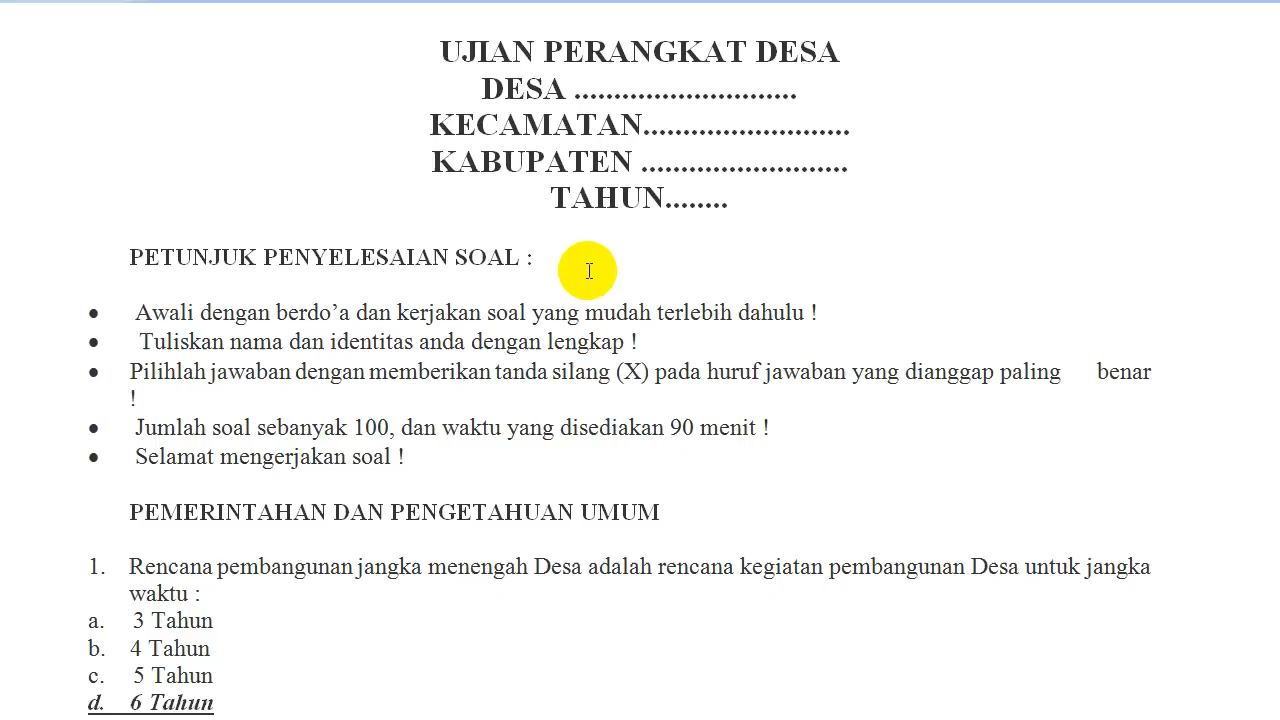 UJIAN PERANGKAT DESA
DESA ............................
KECAMATAN..........................
KABUPATEN ..........................
TAHUN........
PETUNJUK PENYELESAIAN SOAL :
• Awali dengan berdo’a dan kerjakan soal yang mudah terlebih dahulu !
• Tuliskan nama dan identitas anda dengan lengkap !
• Pilihlah jawaban dengan memberikan tanda silang (X) pada huruf jawaban yang dianggap paling benar
!
• Jumlah soal sebanyak 100, dan waktu yang disediakan 90 menit !
• Selamat mengerjakan soal !
PEMERINTAHAN DAN PENGETAHUAN UMUM
1. Rencana pembangunan jangka menengah Desa adalah rencana kegiatan pembangunan Desa untuk jangka
waktu :
a. 3 Tahun
b. 4 Tahun
c. 5 Tahun
d. 6 Tahun